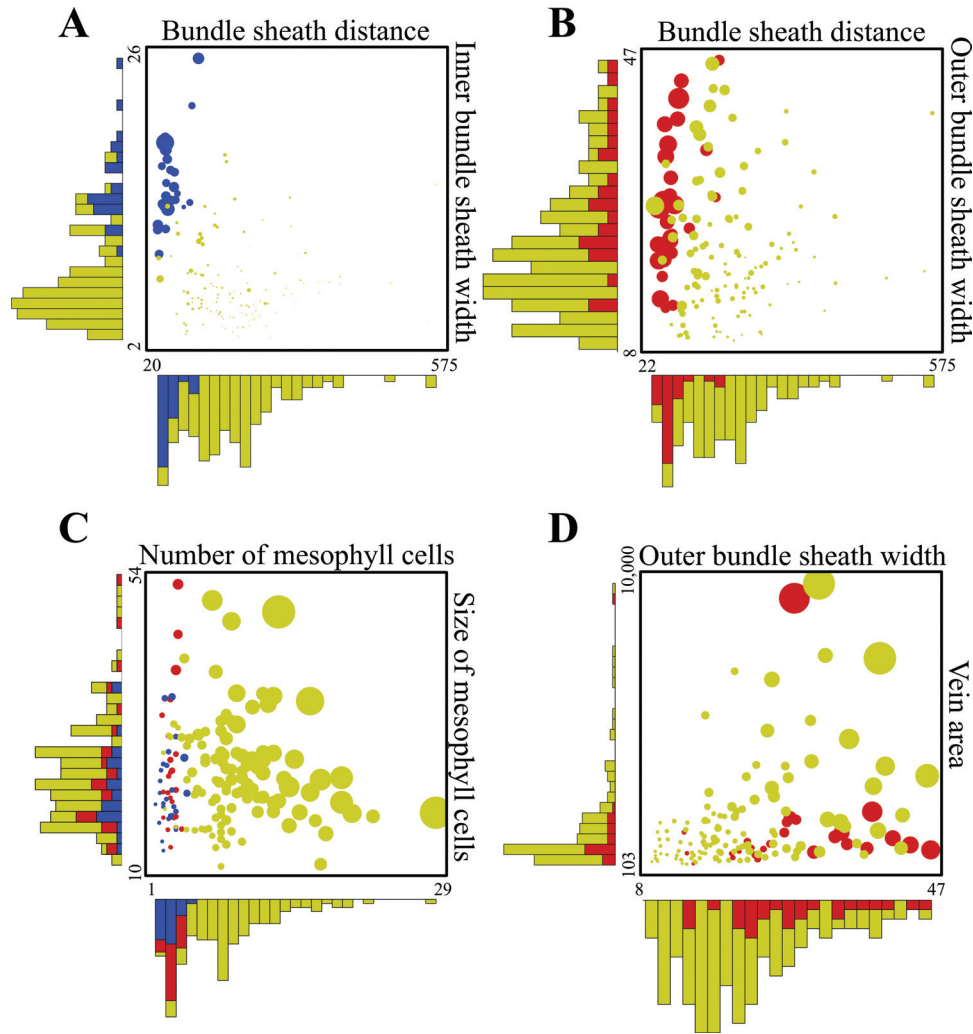 A
Bundle sheath distance
26
Inner bundle sheath width
2
20
575
B
Bundle sheath distance
47
Outer bundle sheath width
8
22
575
C
Number of mesophyll cells
54
Size of mesophyll cells
10
1
29
D
Outer bundle sheath width
10,000
Vein area
103
8
47